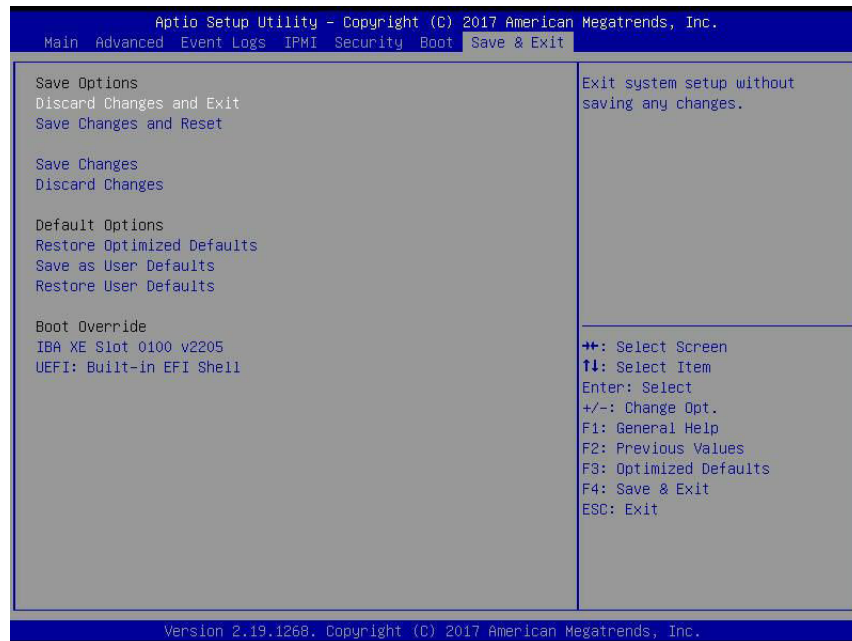 Aptio Setup Utility – Copyright (C) 2017 American Megatrends, Inc.
Main Advanced Event Logs IPMI Security Boot Save & Exit
Save Options
Discard Changes and Exit
Save Changes and Reset
Save Changes
Discard Changes
Default Options
Restore Optimized Defaults
Save as User Defaults
Restore User Defaults
Boot Override
IBA XE Slot 0100 v2205
UEFI: Built-in EFI Shell
Exit system setup without
saving any changes.
→←: Select Screen
↑↓: Select Item
Enter: Select
+/-: Change Opt.
F1: General Help
F2: Previous Values
F3: Optimized Defaults
F4: Save & Exit
ESC: Exit
Version 2.19.1268. Copyright (C) 2017 American Megatrends, Inc.